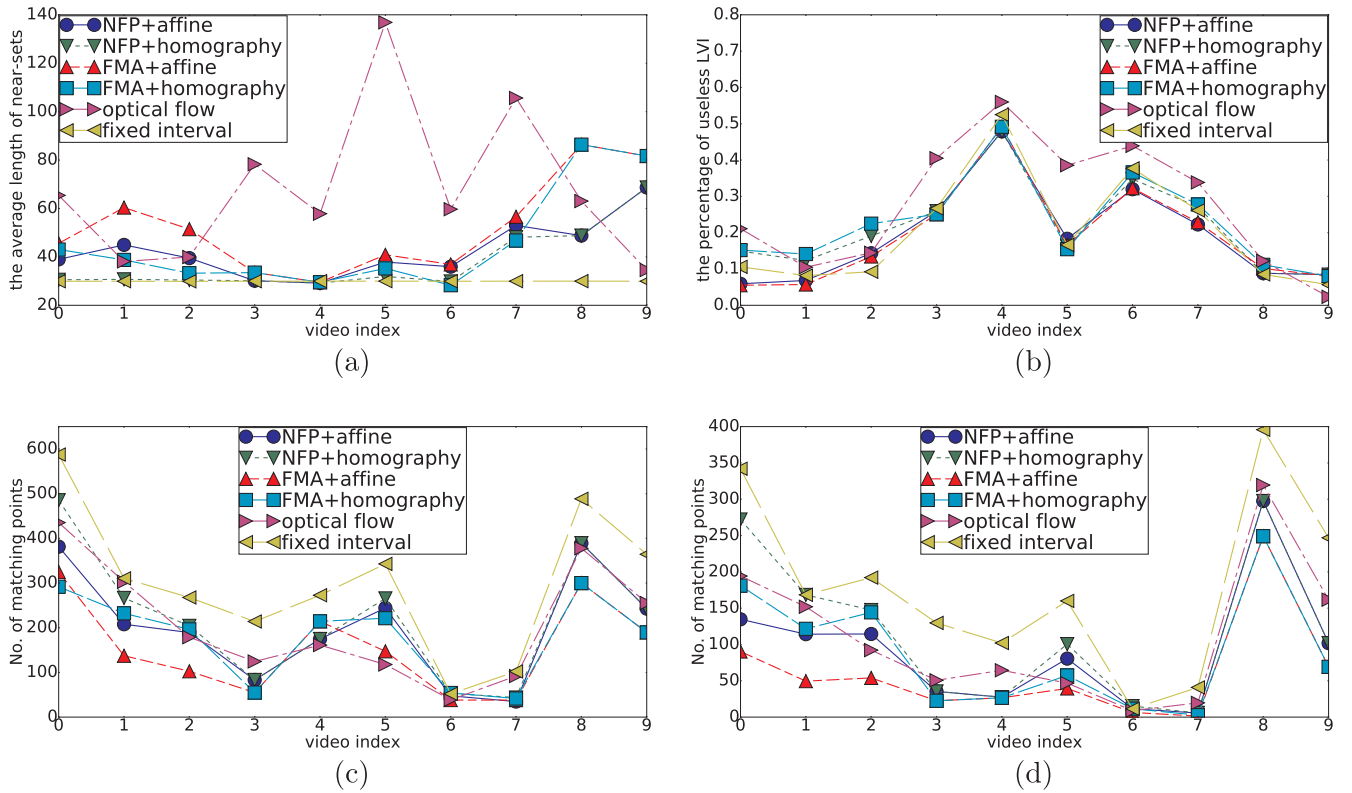 the average length of near-sets
140
120
100
80
60
40
20
NFP+affine
NFP+homography
FMA+affine
FMA+homography
optical flow
fixed interval
0 1 2 3 4 5 6 7 8 9
video index
(a)
the percentage of useless LVI
0.8
0.7
0.6
0.5
0.4
0.3
0.2
0.1
0.0
NFP+affine
NFP+homography
FMA+affine
FMA+homography
optical flow
fixed interval
0 1 2 3 4 5 6 7 8 9
video index
(b)
No. of matching points
600
500
400
300
200
100
0
NFP+affine
NFP+homography
FMA+affine
FMA+homography
optical flow
fixed interval
0 1 2 3 4 5 6 7 8 9
video index
(c)
No. of matching points
400
350
300
250
200
150
100
50
0
NFP+affine
NFP+homography
FMA+affine
FMA+homography
optical flow
fixed interval
0 1 2 3 4 5 6 7 8 9
video index
(d)